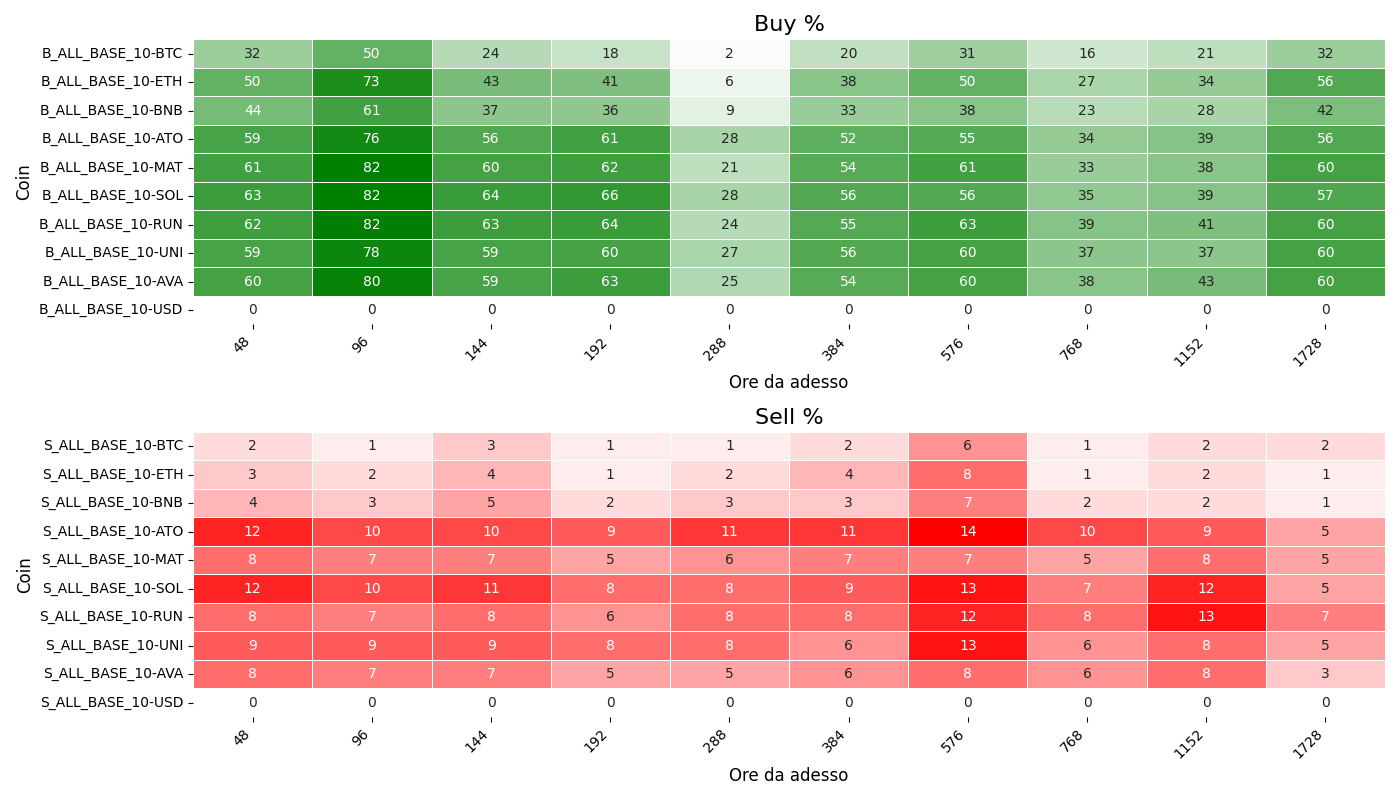 Buy %
Coin
B_ALL_BASE_10-BTC 32 50 24 18 2 20 31 16 21 32
B_ALL_BASE_10-ETH 50 73 43 41 6 38 50 27 34 56
B_ALL_BASE_10-BNB 44 61 37 36 9 33 38 23 28 42
B_ALL_BASE_10-ATO 59 76 56 61 28 52 55 34 39 56
B_ALL_BASE_10-MAT 61 82 60 62 21 54 61 33 38 60
B_ALL_BASE_10-SOL 63 82 64 66 28 56 56 35 39 57
B_ALL_BASE_10-RUN 62 82 63 64 24 55 63 39 41 60
B_ALL_BASE_10-UNI 59 78 59 60 27 56 60 37 37 60
B_ALL_BASE_10-AVA 60 80 59 63 25 54 60 38 43 60
B_ALL_BASE_10-USD 0 0 0 0 0 0 0 0 0 0
48 96 144 192 288 384 576 768 1152 1728
Ore da adesso
Sell %
Coin
S_ALL_BASE_10-BTC 2 1 3 1 1 2 6 1 2 2
S_ALL_BASE_10-ETH 3 2 4 1 2 4 8 1 2 1
S_ALL_BASE_10-BNB 4 3 5 2 3 3 7 2 2 1
S_ALL_BASE_10-ATO 12 10 10 9 11 11 14 10 9 5
S_ALL_BASE_10-MAT 8 7 7 5 6 7 7 5 8 5
S_ALL_BASE_10-SOL 12 10 11 8 8 9 13 7 12 5
S_ALL_BASE_10-RUN 8 7 8 6 8 8 12 8 13 7
S_ALL_BASE_10-UNI 9 9 9 8 8 6 13 6 8 5
S_ALL_BASE_10-AVA 8 7 7 5 5 6 8 6 8 3
S_ALL_BASE_10-USD 0 0 0 0 0 0 0 0 0 0
48 96 144 192 288 384 576 768 1152 1728
Ore da adesso